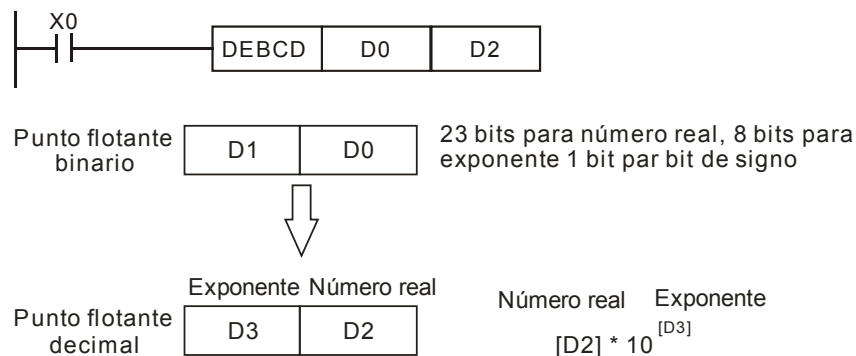 X0
DEBCD D0 D2
Punto flotante
binario
D1 D0
23 bits para número real, 8 bits para
exponente 1 bit par bit de signo
Exponente Número real
Punto flotante
decimal
D3 D2
Número real Exponente
[D2] * 10 [D3]